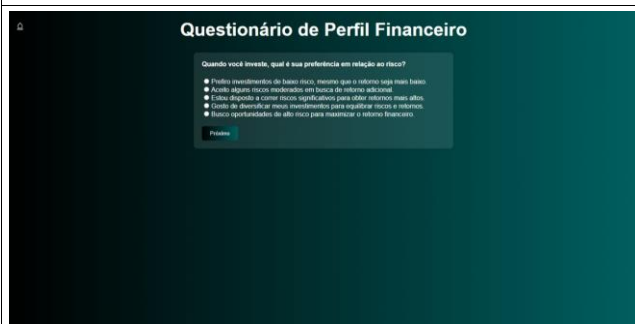 Questionário de Perfil Financeiro
Quando você investe, qual é sua preferência em relação ao risco?
Prefiro investimentos de baixo risco, mesmo que o retorno seja mais baixo.
Aceito alguns riscos moderados em busca de retorno adicional.
Estou disposto a correr riscos significativos para obter retornos mais altos.
Gosto de diversificar meus investimentos para equilibrar riscos e retornos.
Busco oportunidades de alto risco para maximizar o retorno financeiro.
Próximo